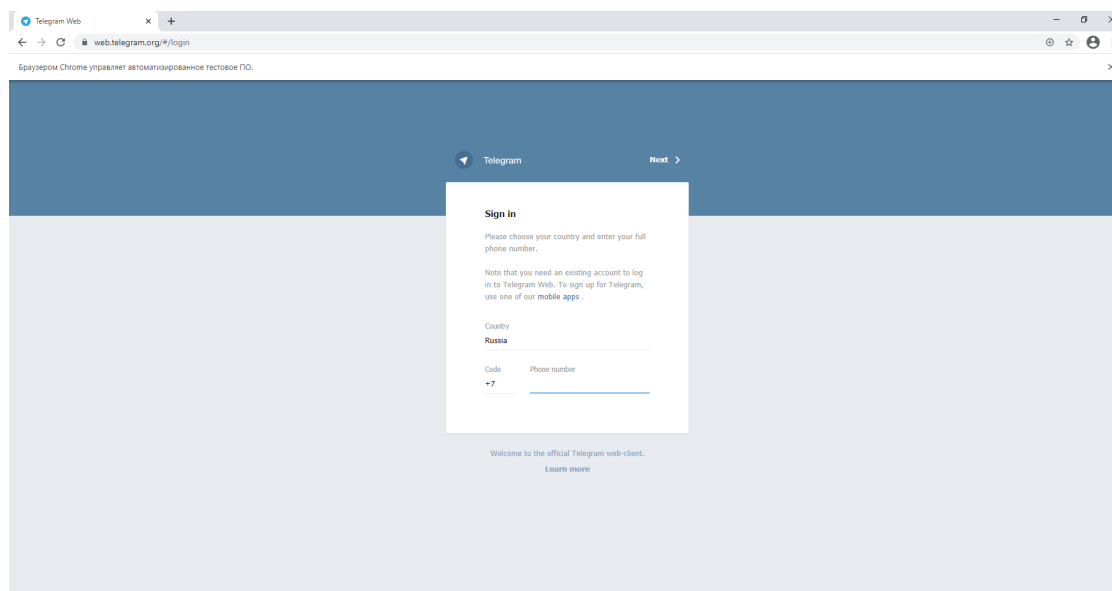 Telegram Web
web.telegram.org/#/login
Браузером Chrome управляет автоматизированное тестовое ПО.
Telegram
Next
Sign in
Please choose your country and enter your full
phone number.
Note that you need an existing account to log
in to Telegram Web. To sign up for Telegram,
use one of our mobile apps .
Country
Russia
Code Phone number
+7
Welcome to the official Telegram web-client.
Learn more